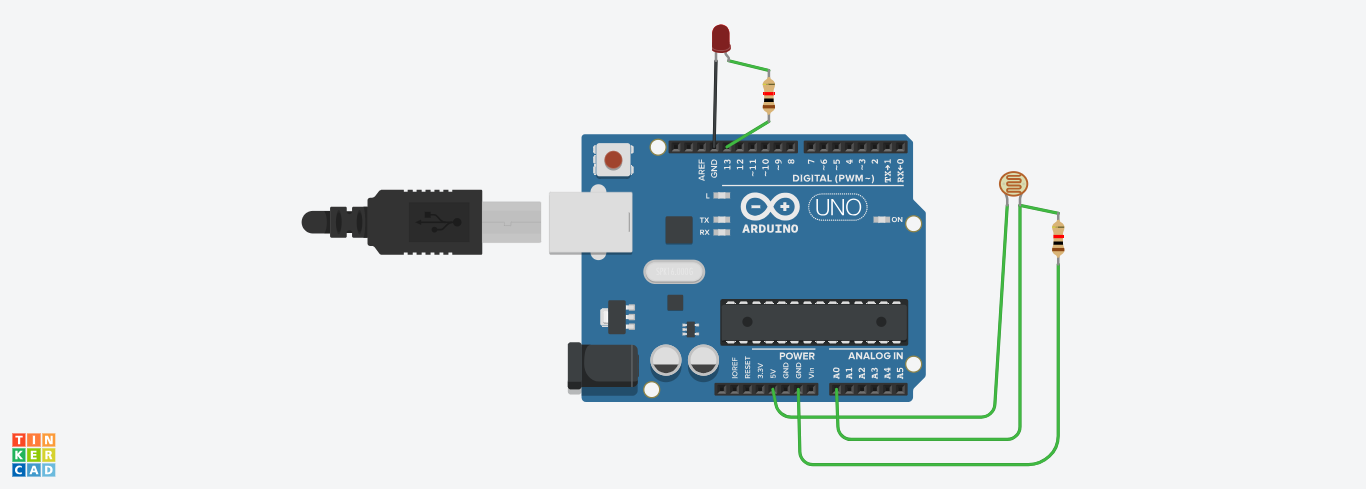 AREF
GND
13
12
~11
~10
~9
8
7
~6
~5
4
~3
2
TX→1
RX←0
DIGITAL (PWM~)
L
TX
RX
ARDUINO
UNO
ON
POWER
ANALOG IN
IOREF
RESET
3.3V
5V
GND
GND
Vin
A0
A1
A2
A3
A4
A5
TIN
KER
CAD